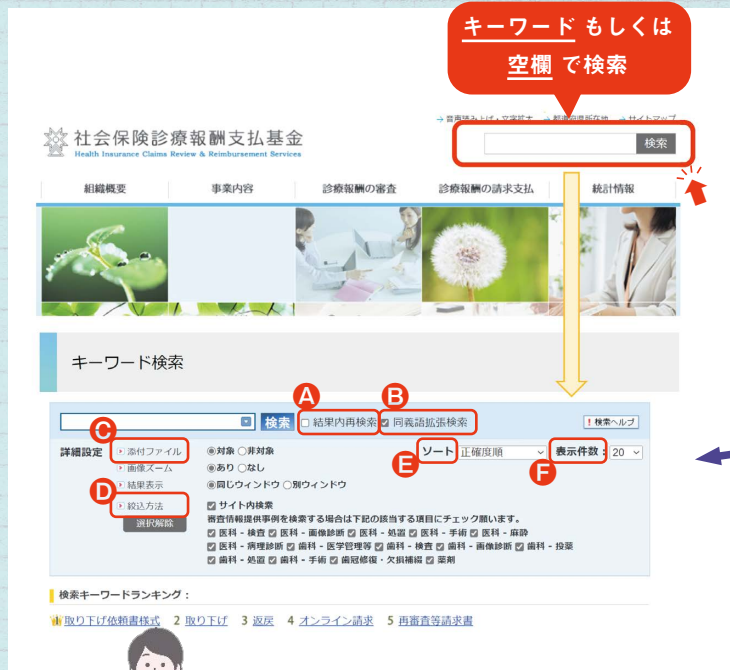 キーワード もしくは
空欄 で検索
→ 音声読み上げ・文字拡大 → 都道府県所在地 → サイトマップ
社会保険診療報酬支払基金
Health Insurance Claims Review & Reimbursement Services
検索
組織概要 事業内容 診療報酬の審査 診療報酬の請求支払 統計情報
キーワード検索
A B
検索 結果内再検索 同義語拡張検索 !検索ヘルプ
C
詳細設定 添付ファイル 対象 非対象 E ソート 正確度順 F 表示件数: 20
画像ズーム あり なし
結果表示 同じウィンドウ 別ウィンドウ
D
絞込方法 サイト内検索
選択解除 審査情報提供事例を検索する場合は下記の該当する項目にチェック願います。
医科 - 検査 医科 - 画像診断 医科 - 処置 医科 - 手術 医科 - 麻酔
医科 - 病理診断 歯科 - 医学管理等 歯科 - 検査 歯科 - 画像診断 歯科 - 投薬
歯科 - 処置 歯科 - 手術 歯冠修復・欠損補綴 薬剤
検索キーワードランキング:
取り下げ依頼書様式 2 取り下げ 3 返戻 4 オンライン請求 5 再審査等請求書